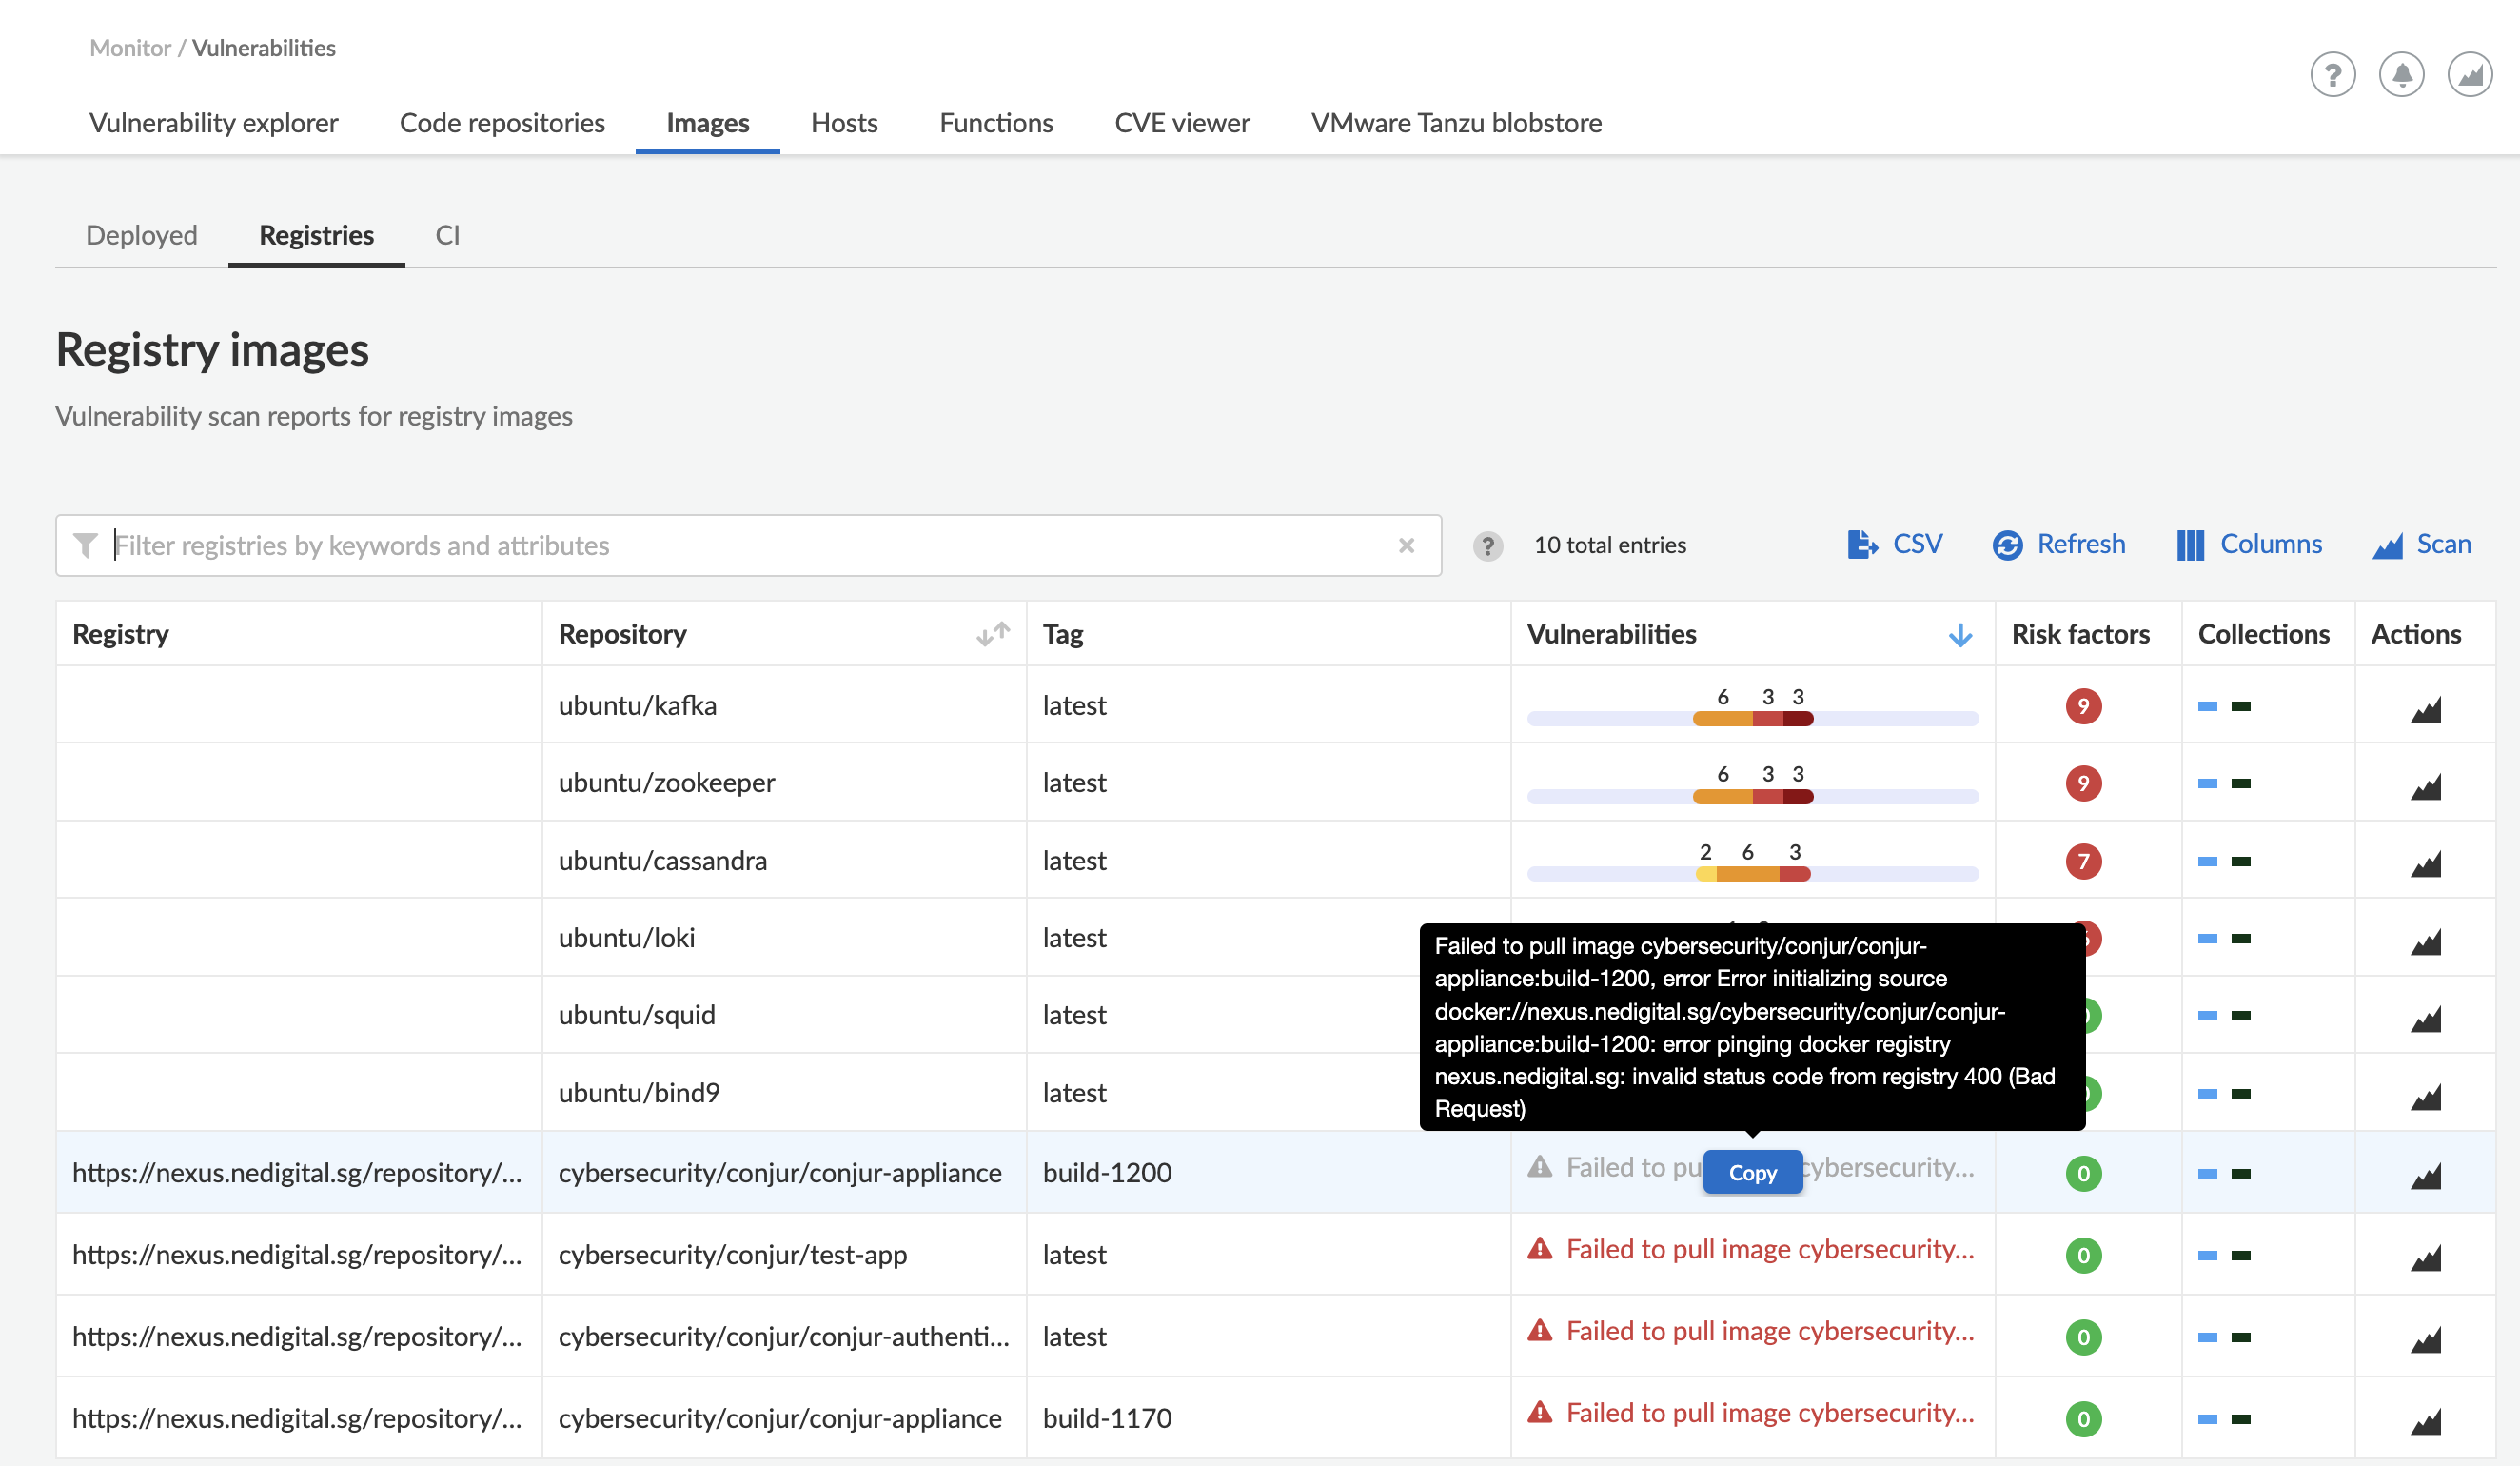 Monitor / Vulnerabilities
Vulnerability explorer Code repositories Images Hosts Functions CVE viewer VMware Tanzu blobstore
Deployed Registries CI
Registry images
Vulnerability scan reports for registry images
Filter registries by keywords and attributes × ? 10 total entries CSV Refresh Columns Scan
Registry Repository Tag Vulnerabilities Risk factors Collections Actions
ubuntu/kafka latest 6 3 3 9
ubuntu/zookeeper latest 6 3 3 9
ubuntu/cassandra latest 2 6 3 7
ubuntu/loki latest
ubuntu/squid latest
ubuntu/bind9 latest
Failed to pull image cybersecurity/conjur/conjur-
appliance:build-1200, error Error initializing source
docker://nexus.nedigital.sg/cybersecurity/conjur/conjur-
appliance:build-1200: error pinging docker registry
nexus.nedigital.sg: invalid status code from registry 400 (Bad
Request)
https://nexus.nedigital.sg/repository/... cybersecurity/conjur/conjur-appliance build-1200 Failed to pu Copy cybersecurity... 0
https://nexus.nedigital.sg/repository/... cybersecurity/conjur/test-app latest Failed to pull image cybersecurity... 0
https://nexus.nedigital.sg/repository/... cybersecurity/conjur/conjur-authenti... latest Failed to pull image cybersecurity... 0
https://nexus.nedigital.sg/repository/... cybersecurity/conjur/conjur-appliance build-1170 Failed to pull image cybersecurity... 0